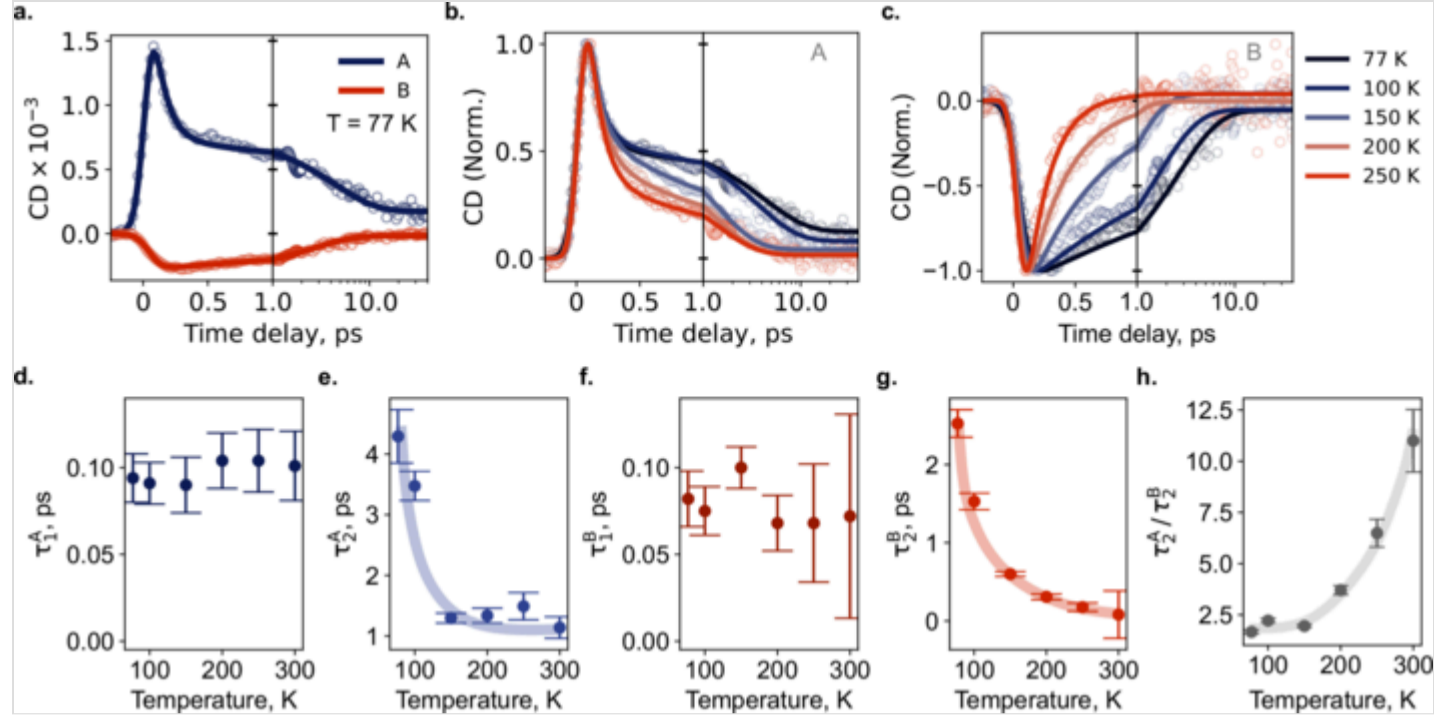 a.
CD × 10⁻³
1.5
1.0
0.5
0.0
A
B
T = 77 K
0 0.5 1.0 10.0
Time delay, ps
b.
CD (Norm.)
1.0
0.5
0.0
A
0 0.5 1.0 10.0
Time delay, ps
c.
CD (Norm.)
0.0
−0.5
−1.0
B
0 0.5 1.0 10.0
Time delay, ps
77 K
100 K
150 K
200 K
250 K
d.
τ₁ᴬ, ps
0.10
0.05
0.00
100 200 300
Temperature, K
e.
τ₂ᴬ, ps
4
3
2
1
100 200 300
Temperature, K
f.
τ₁ᴮ, ps
0.10
0.05
0.00
100 200 300
Temperature, K
g.
τ₂ᴮ, ps
2
1
0
100 200 300
Temperature, K
h.
τ₂ᴬ / τ₂ᴮ
12.5
10.0
7.5
5.0
2.5
100 200 300
Temperature, K